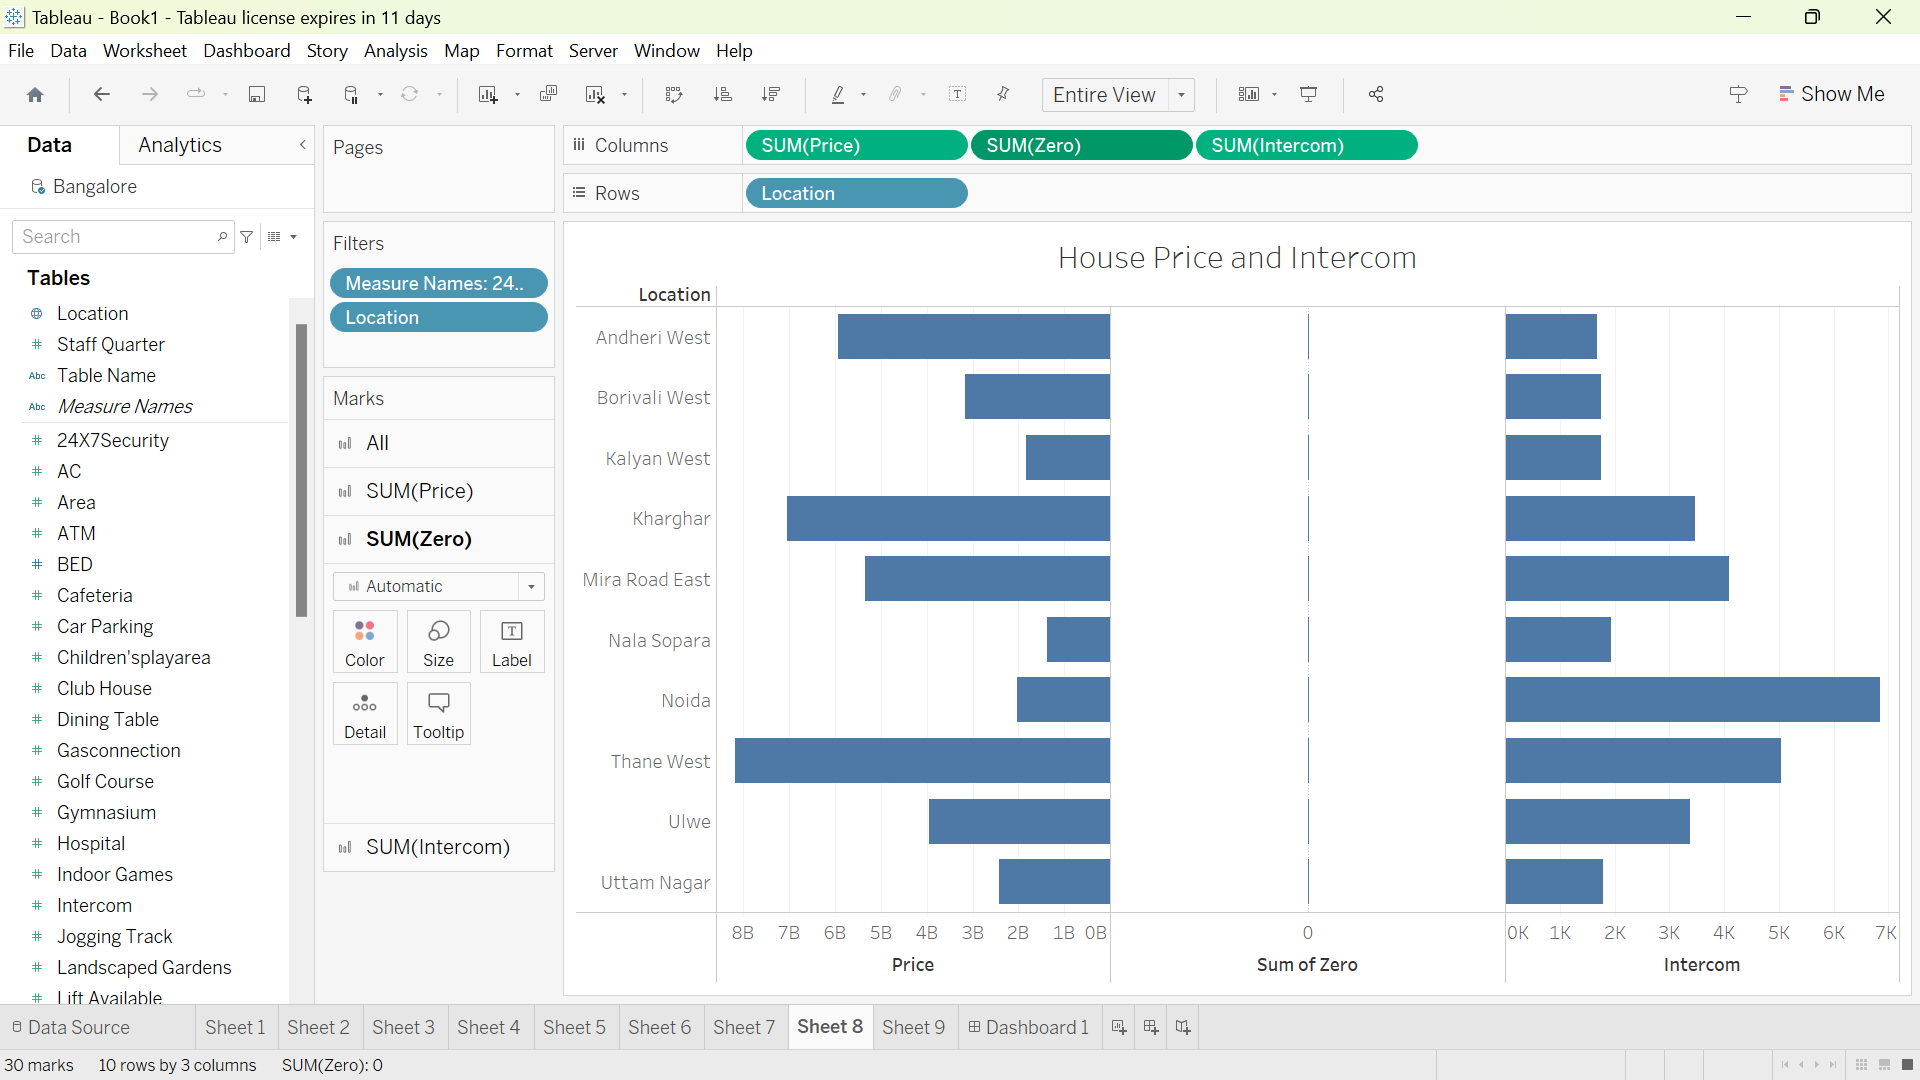 Tableau - Book1 - Tableau license expires in 11 days
File Data Worksheet Dashboard Story Analysis Map Format Server Window Help
Entire View
Show Me
Data
Analytics
Bangalore
Search
Tables
Location
Staff Quarter
Abc Table Name
Abc Measure Names
24X7Security
AC
Area
ATM
BED
Cafeteria
Car Parking
Children'splayarea
Club House
Dining Table
Gasconnection
Golf Course
Gymnasium
Hospital
Indoor Games
Intercom
Jogging Track
Landscaped Gardens
Lift Available
Pages
Filters
Measure Names: 24..
Location
Marks
All
SUM(Price)
SUM(Zero)
Automatic
Color Size Label
Detail Tooltip
SUM(Intercom)
Columns SUM(Price) SUM(Zero) SUM(Intercom)
Rows Location
House Price and Intercom
Location
Andheri West
Borivali West
Kalyan West
Kharghar
Mira Road East
Nala Sopara
Noida
Thane West
Ulwe
Uttam Nagar
8B 7B 6B 5B 4B 3B 2B 1B 0B 0 0K 1K 2K 3K 4K 5K 6K 7K
Price Sum of Zero Intercom
Data Source Sheet 1 Sheet 2 Sheet 3 Sheet 4 Sheet 5 Sheet 6 Sheet 7 Sheet 8 Sheet 9 Dashboard 1
30 marks 10 rows by 3 columns SUM(Zero): 0